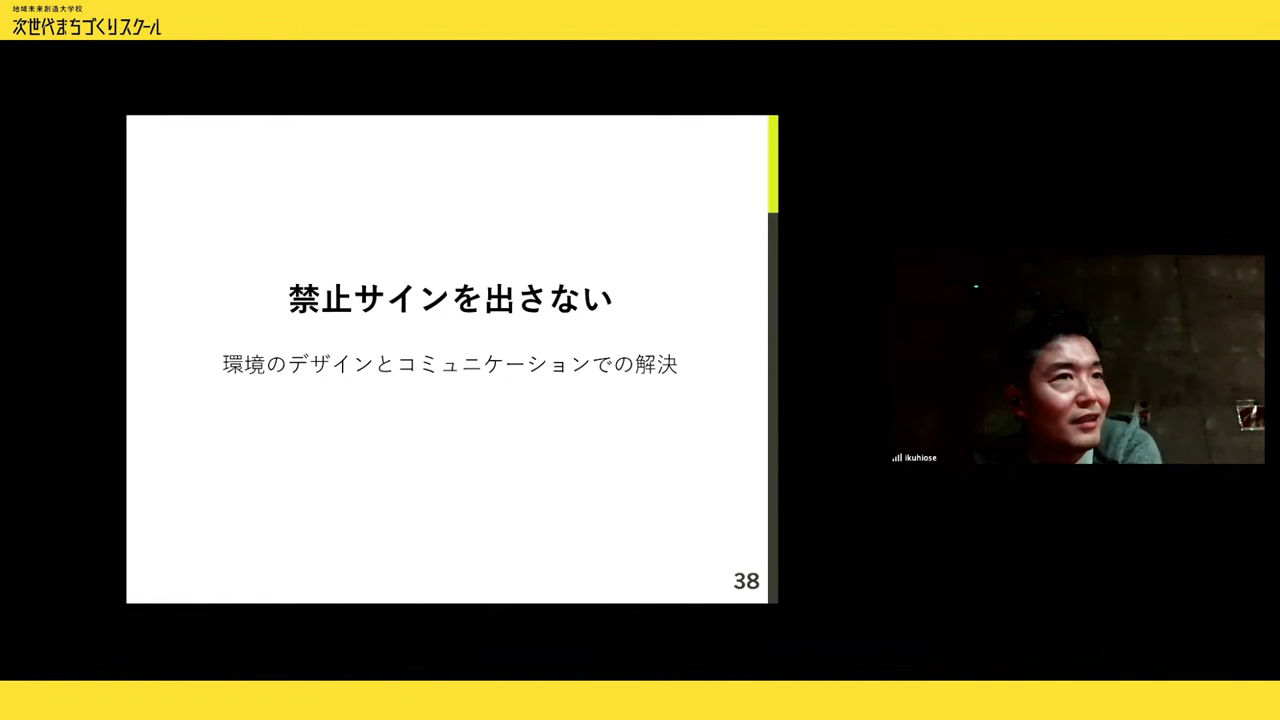 地域未来創造大学校
次世代まちづくりスクール
禁止サインを出さない
環境のデザインとコミュニケーションでの解決
38
ikuhiose